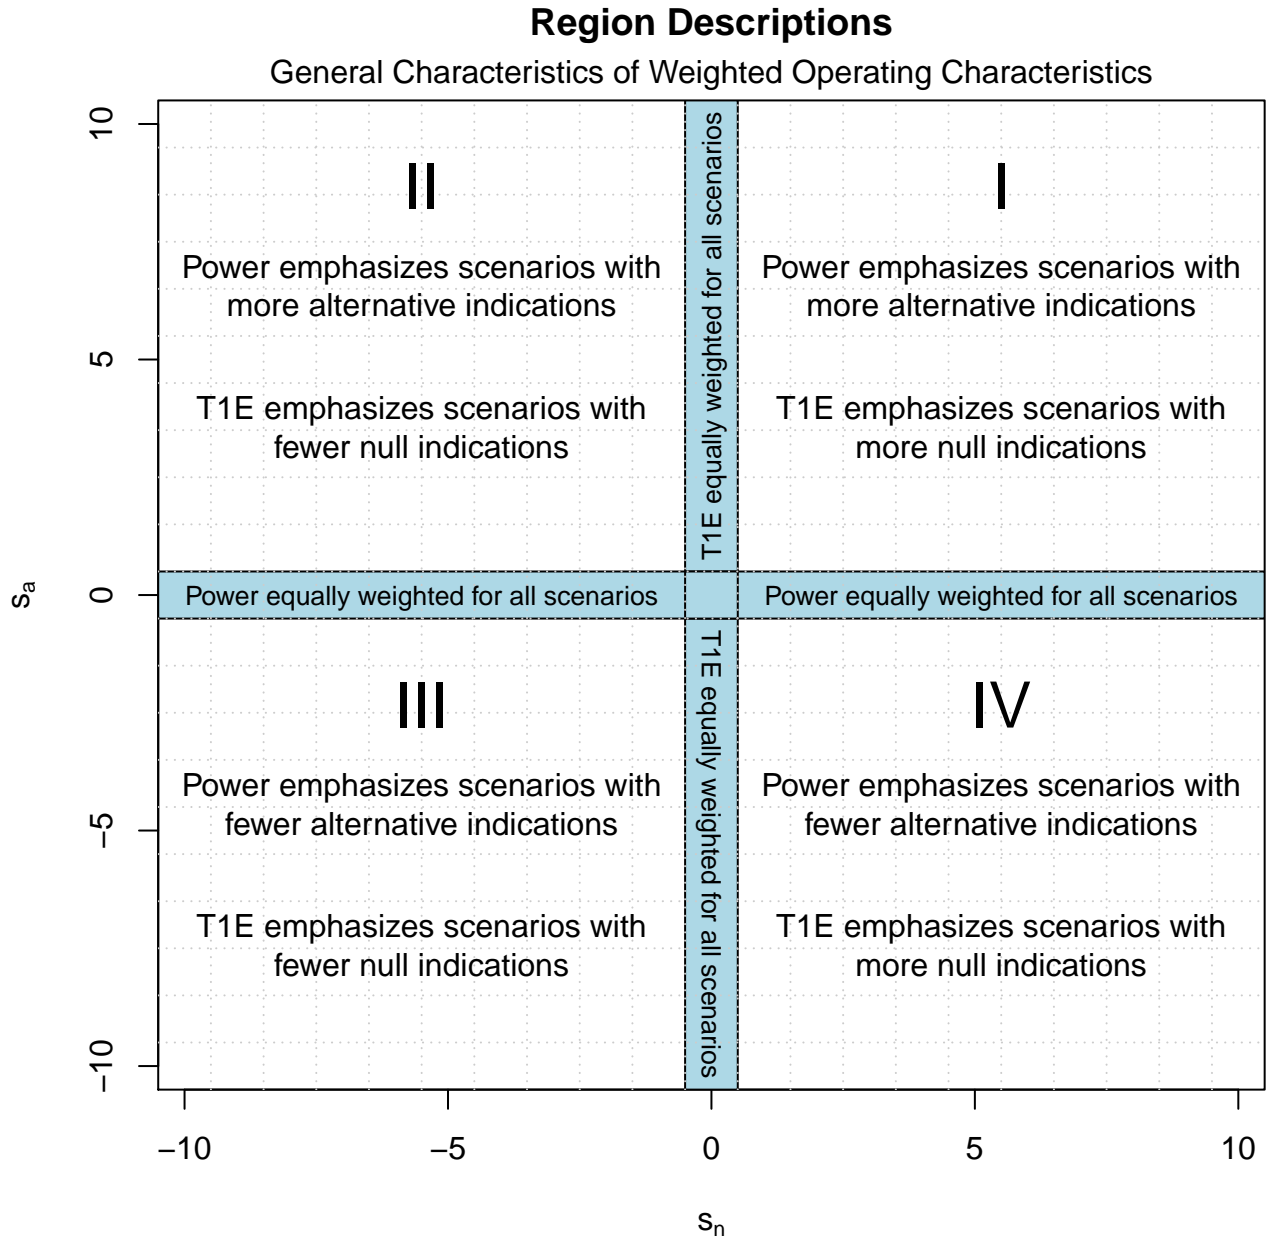 Region Descriptions
General Characteristics of Weighted Operating Characteristics
II
Power emphasizes scenarios with
more alternative indications
T1E emphasizes scenarios with
fewer null indications
I
Power emphasizes scenarios with
more alternative indications
T1E emphasizes scenarios with
more null indications
T1E equally weighted for all scenarios
Power equally weighted for all scenarios
Power equally weighted for all scenarios
T1E equally weighted for all scenarios
III
Power emphasizes scenarios with
fewer alternative indications
T1E emphasizes scenarios with
fewer null indications
IV
Power emphasizes scenarios with
fewer alternative indications
T1E emphasizes scenarios with
more null indications
10
5
0
−5
−10
sₐ
−10
−5
0
5
10
sₙ